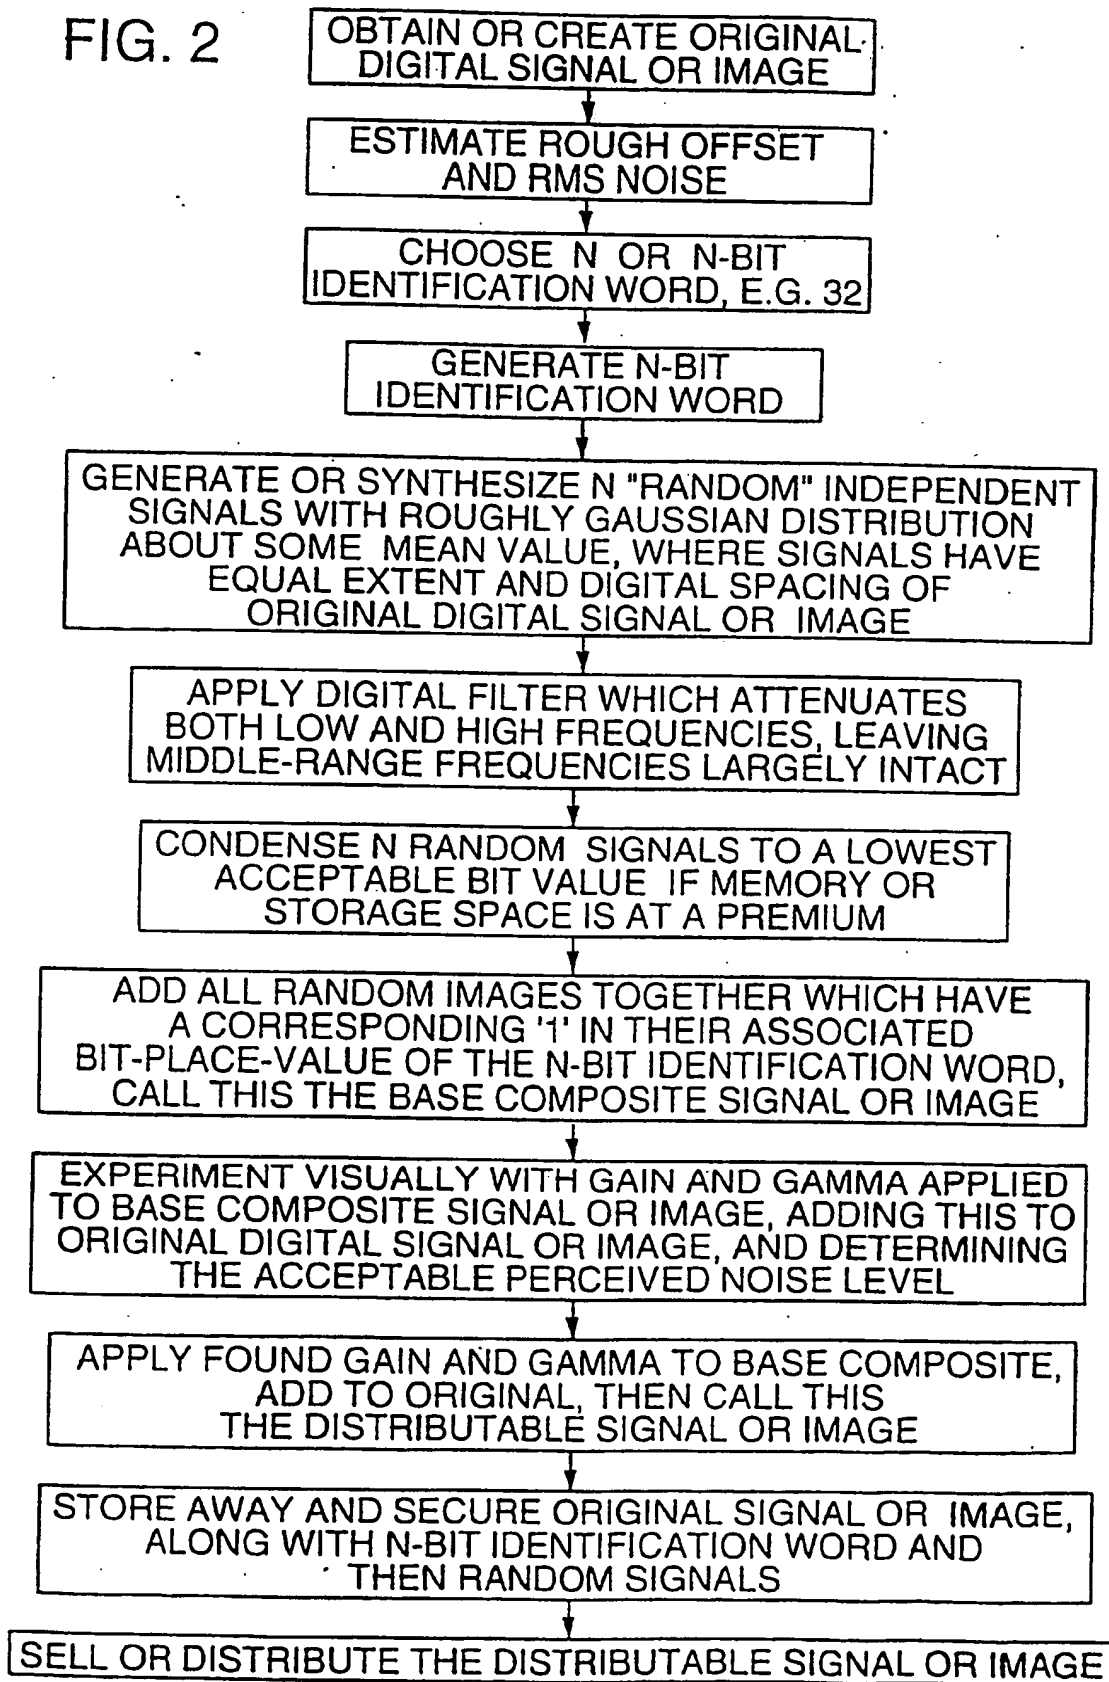 FIG. 2
OBTAIN OR CREATE ORIGINAL
DIGITAL SIGNAL OR IMAGE
ESTIMATE ROUGH OFFSET
AND RMS NOISE
CHOOSE N OR N-BIT
IDENTIFICATION WORD, E.G. 32
GENERATE N-BIT
IDENTIFICATION WORD
GENERATE OR SYNTHESIZE N "RANDOM" INDEPENDENT
SIGNALS WITH ROUGHLY GAUSSIAN DISTRIBUTION
ABOUT SOME MEAN VALUE, WHERE SIGNALS HAVE
EQUAL EXTENT AND DIGITAL SPACING OF
ORIGINAL DIGITAL SIGNAL OR IMAGE
APPLY DIGITAL FILTER WHICH ATTENUATES
BOTH LOW AND HIGH FREQUENCIES, LEAVING
MIDDLE-RANGE FREQUENCIES LARGELY INTACT
CONDENSE N RANDOM SIGNALS TO A LOWEST
ACCEPTABLE BIT VALUE IF MEMORY OR
STORAGE SPACE IS AT A PREMIUM
ADD ALL RANDOM IMAGES TOGETHER WHICH HAVE
A CORRESPONDING '1' IN THEIR ASSOCIATED
BIT-PLACE-VALUE OF THE N-BIT IDENTIFICATION WORD,
CALL THIS THE BASE COMPOSITE SIGNAL OR IMAGE
EXPERIMENT VISUALLY WITH GAIN AND GAMMA APPLIED
TO BASE COMPOSITE SIGNAL OR IMAGE, ADDING THIS TO
ORIGINAL DIGITAL SIGNAL OR IMAGE, AND DETERMINING
THE ACCEPTABLE PERCEIVED NOISE LEVEL
APPLY FOUND GAIN AND GAMMA TO BASE COMPOSITE,
ADD TO ORIGINAL, THEN CALL THIS
THE DISTRIBUTABLE SIGNAL OR IMAGE
STORE AWAY AND SECURE ORIGINAL SIGNAL OR IMAGE,
ALONG WITH N-BIT IDENTIFICATION WORD AND
THEN RANDOM SIGNALS
SELL OR DISTRIBUTE THE DISTRIBUTABLE SIGNAL OR IMAGE